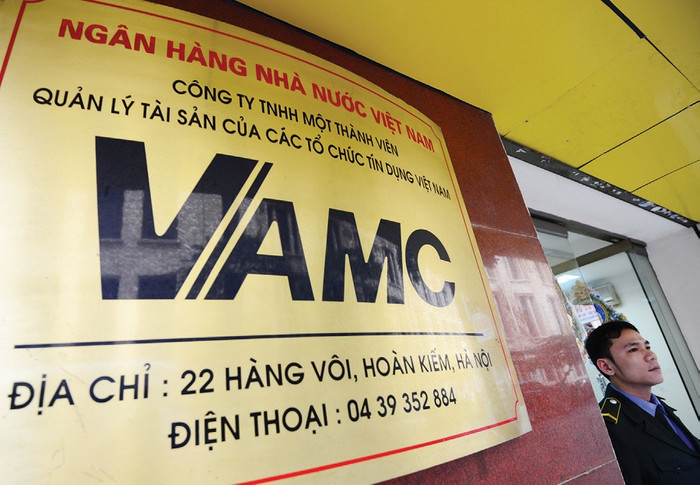 NGÂN HÀNG NHÀ NƯỚC VIỆT NAM
CÔNG TY TNHH MỘT THÀNH VIÊN
QUẢN LÝ TÀI SẢN CỦA CÁC TỔ CHỨC TÍN DỤNG VIỆT NAM
VAMC
ĐỊA CHỈ : 22 HÀNG VÔI, HOÀN KIẾM, HÀ NỘI
ĐIỆN THOẠI : 04 39 352 884